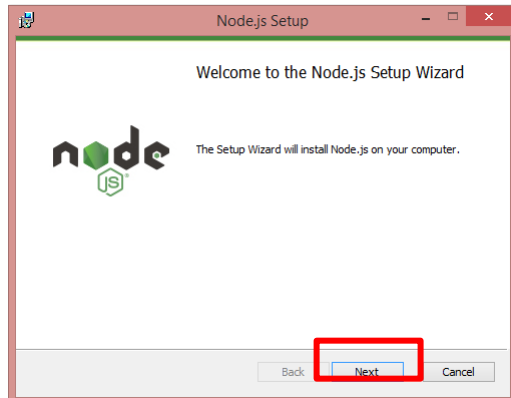 Node.js Setup
Welcome to the Node.js Setup Wizard
The Setup Wizard will install Node.js on your computer.
node
JS
Back Next Cancel